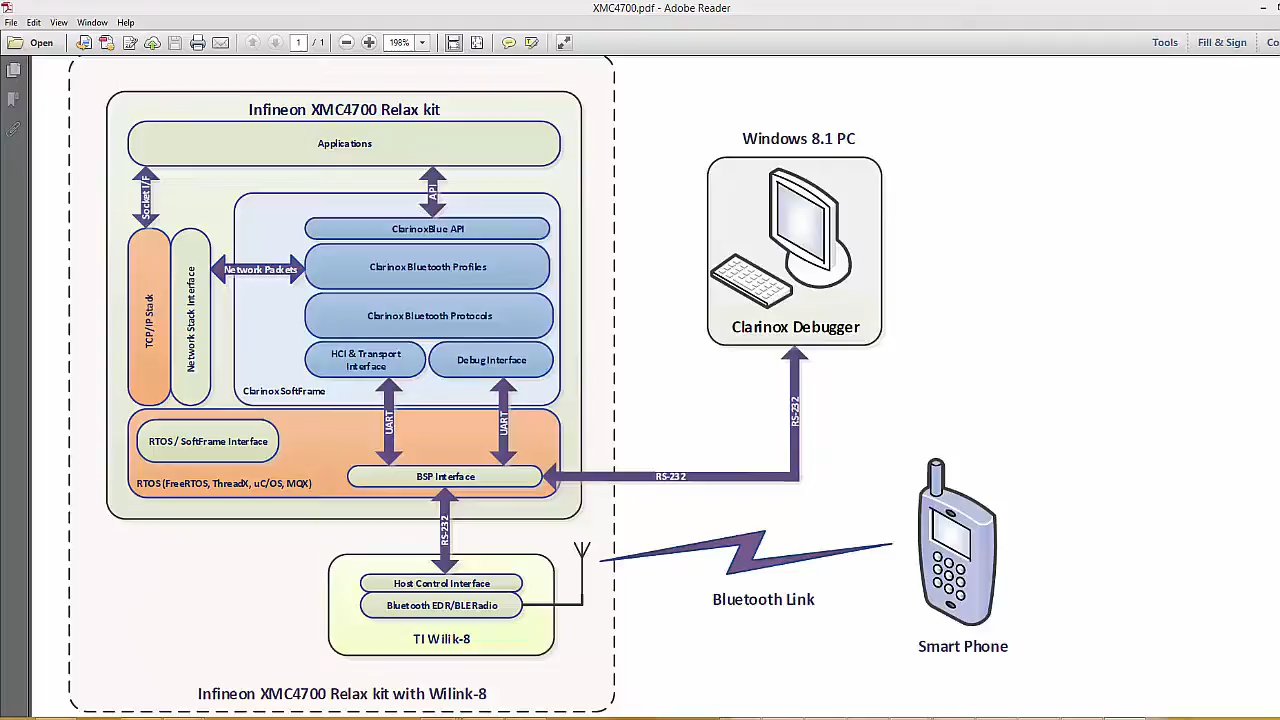 XMC4700.pdf - Adobe Reader
File Edit View Window Help
Open
1 / 1
198%
Tools
Fill & Sign
Co
Infineon XMC4700 Relax kit
Applications
Socket I/F
API
ClarinoxBlue API
Network Packets
Clarinox Bluetooth Profiles
TCP/IP Stack
Network Stack Interface
Clarinox Bluetooth Protocols
HCI & Transport
Interface
Debug Interface
Clarinox SoftFrame
UART
UART
RTOS / SoftFrame Interface
RTOS (FreeRTOS, ThreadX, uC/OS, MQX)
BSP Interface
RS-232
RS-232
RS-232
Host Control Interface
Bluetooth EDR/BLE Radio
TI Wilik-8
Infineon XMC4700 Relax kit with Wilink-8
Windows 8.1 PC
Clarinox Debugger
Bluetooth Link
Smart Phone